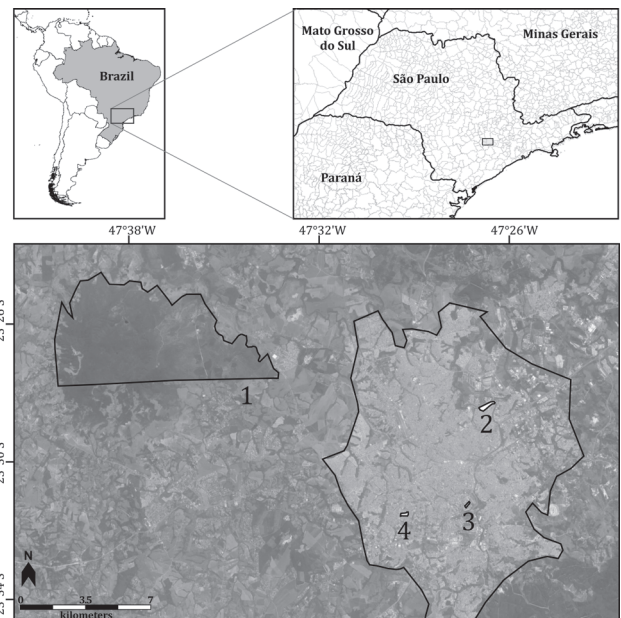 Brazil
Mato Grosso
do Sul
Minas Gerais
São Paulo
Paraná
47°38'W
47°32'W
47°26'W
1
2
3
4
N
0
3.5
7
kilometers